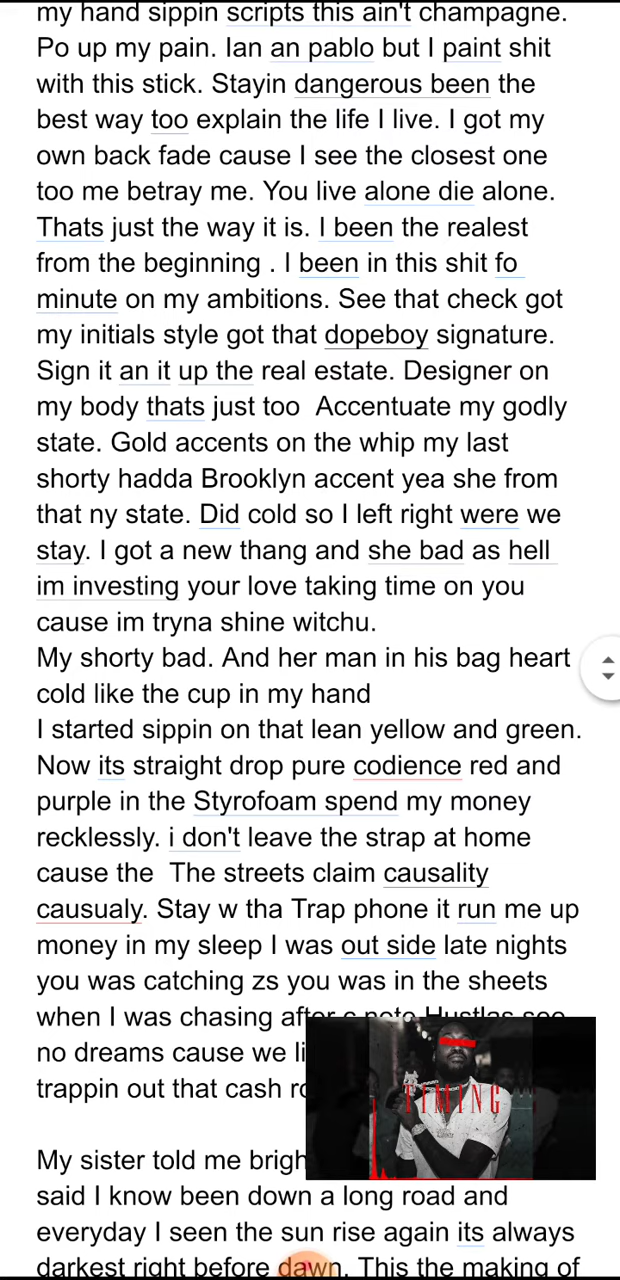 my hand sippin scripts this ain't champagne.
Po up my pain. Ian an pablo but I paint shit
with this stick. Stayin dangerous been the
best way too explain the life I live. I got my
own back fade cause I see the closest one
too me betray me. You live alone die alone.
Thats just the way it is. I been the realest
from the beginning . I been in this shit fo
minute on my ambitions. See that check got
my initials style got that dopeboy signature.
Sign it an it up the real estate. Designer on
my body thats just too  Accentuate my godly
state. Gold accents on the whip my last
shorty hadda Brooklyn accent yea she from
that ny state. Did cold so I left right were we
stay. I got a new thang and she bad as hell
im investing your love taking time on you
cause im tryna shine witchu.
My shorty bad. And her man in his bag heart
cold like the cup in my hand
I started sippin on that lean yellow and green.
Now its straight drop pure codience red and
purple in the Styrofoam spend my money
recklessly. i don't leave the strap at home
cause the  The streets claim causality
causualy. Stay w tha Trap phone it run me up
money in my sleep I was out side late nights
you was catching zs you was in the sheets
when I was chasing after c note Hustlas see
no dreams cause we
trappin out that cash
TIMING
My sister told me
said I know been down a long road and
everyday I seen the sun rise again its always
darkest right before dawn. This the making of